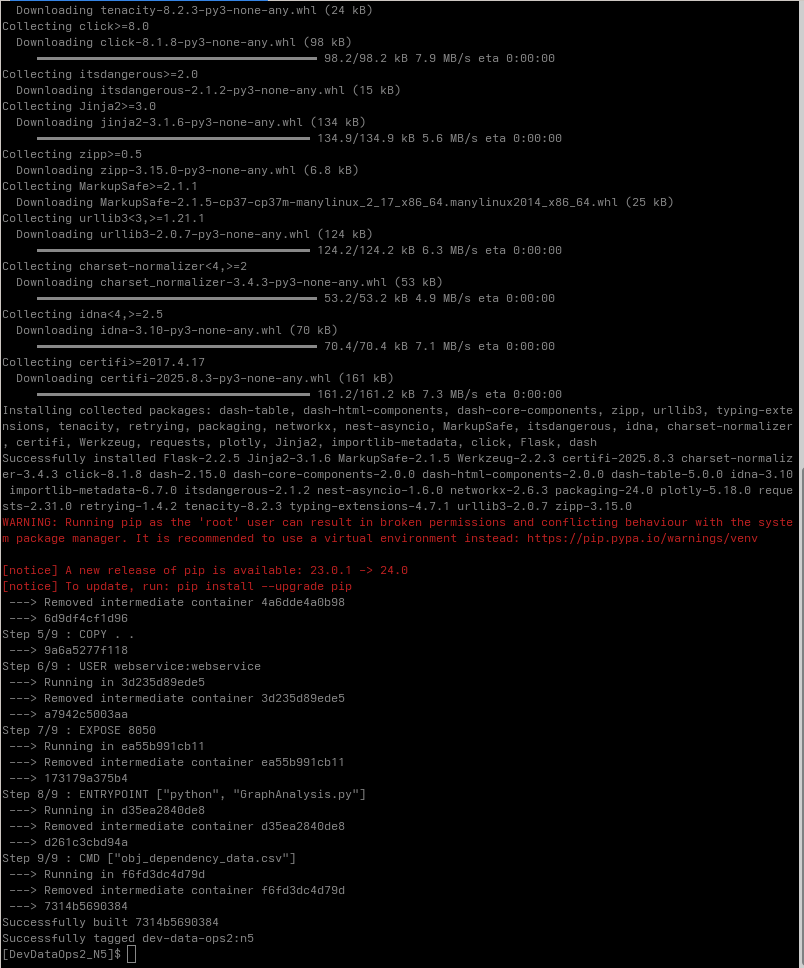 Downloading tenacity-8.2.3-py3-none-any.whl (24 kB)
Collecting click>=8.0
Downloading click-8.1.8-py3-none-any.whl (98 kB)
98.2/98.2 kB 7.9 MB/s eta 0:00:00
Collecting itsdangerous>=2.0
Downloading itsdangerous-2.1.2-py3-none-any.whl (15 kB)
Collecting Jinja2>=3.0
Downloading jinja2-3.1.6-py3-none-any.whl (134 kB)
134.9/134.9 kB 5.6 MB/s eta 0:00:00
Collecting zipp>=0.5
Downloading zipp-3.15.0-py3-none-any.whl (6.8 kB)
Collecting MarkupSafe>=2.1.1
Downloading MarkupSafe-2.1.5-cp37-cp37m-manylinux_2_17_x86_64.manylinux2014_x86_64.whl (25 kB)
Collecting urllib3<3,>=1.21.1
Downloading urllib3-2.0.7-py3-none-any.whl (124 kB)
124.2/124.2 kB 6.3 MB/s eta 0:00:00
Collecting charset-normalizer<4,>=2
Downloading charset_normalizer-3.4.3-py3-none-any.whl (53 kB)
53.2/53.2 kB 4.9 MB/s eta 0:00:00
Collecting idna<4,>=2.5
Downloading idna-3.10-py3-none-any.whl (70 kB)
70.4/70.4 kB 7.1 MB/s eta 0:00:00
Collecting certifi>=2017.4.17
Downloading certifi-2025.8.3-py3-none-any.whl (161 kB)
161.2/161.2 kB 7.3 MB/s eta 0:00:00
Installing collected packages: dash-table, dash-html-components, dash-core-components, zipp, urllib3, typing-exte
nsions, tenacity, retrying, packaging, networkx, nest-asyncio, MarkupSafe, itsdangerous, idna, charset-normalizer
, certifi, Werkzeug, requests, plotly, Jinja2, importlib-metadata, click, Flask, dash
Successfully installed Flask-2.2.5 Jinja2-3.1.6 MarkupSafe-2.1.5 Werkzeug-2.2.3 certifi-2025.8.3 charset-normaliz
er-3.4.3 click-8.1.8 dash-2.15.0 dash-core-components-2.0.0 dash-html-components-2.0.0 dash-table-5.0.0 idna-3.10
importlib-metadata-6.7.0 itsdangerous-2.1.2 nest-asyncio-1.6.0 networkx-2.6.3 packaging-24.0 plotly-5.18.0 reque
sts-2.31.0 retrying-1.4.2 tenacity-8.2.3 typing-extensions-4.7.1 urllib3-2.0.7 zipp-3.15.0
WARNING: Running pip as the 'root' user can result in broken permissions and conflicting behaviour with the syste
m package manager. It is recommended to use a virtual environment instead: https://pip.pypa.io/warnings/venv
[notice] A new release of pip is available: 23.0.1 -> 24.0
[notice] To update, run: pip install --upgrade pip
---> Removed intermediate container 4a6dde4a0b98
---> 6d9df4cf1d96
Step 5/9 : COPY . .
---> 9a6a5277f118
Step 6/9 : USER webservice:webservice
---> Running in 3d235d89ede5
---> Removed intermediate container 3d235d89ede5
---> a7942c5003aa
Step 7/9 : EXPOSE 8050
---> Running in ea55b991cb11
---> Removed intermediate container ea55b991cb11
---> 173179a375b4
Step 8/9 : ENTRYPOINT ["python", "GraphAnalysis.py"]
---> Running in d35ea2840de8
---> Removed intermediate container d35ea2840de8
---> d261c3cbd94a
Step 9/9 : CMD ["obj_dependency_data.csv"]
---> Running in f6fd3dc4d79d
---> Removed intermediate container f6fd3dc4d79d
---> 7314b5690384
Successfully built 7314b5690384
Successfully tagged dev-data-ops2:n5
[DevDataOps2_N5]$